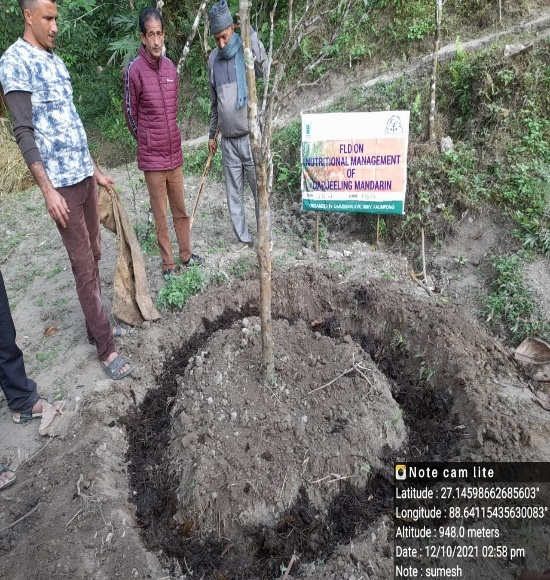 FLD ON
NUTRITIONAL MANAGEMENT
OF
DARJEELING MANDARIN
Note cam lite
Latitude : 27.14598662685603°
Longitude : 88.64115435630083°
Altitude : 948.0 meters
Date : 12/10/2021 02:58 pm
Note : sumesh